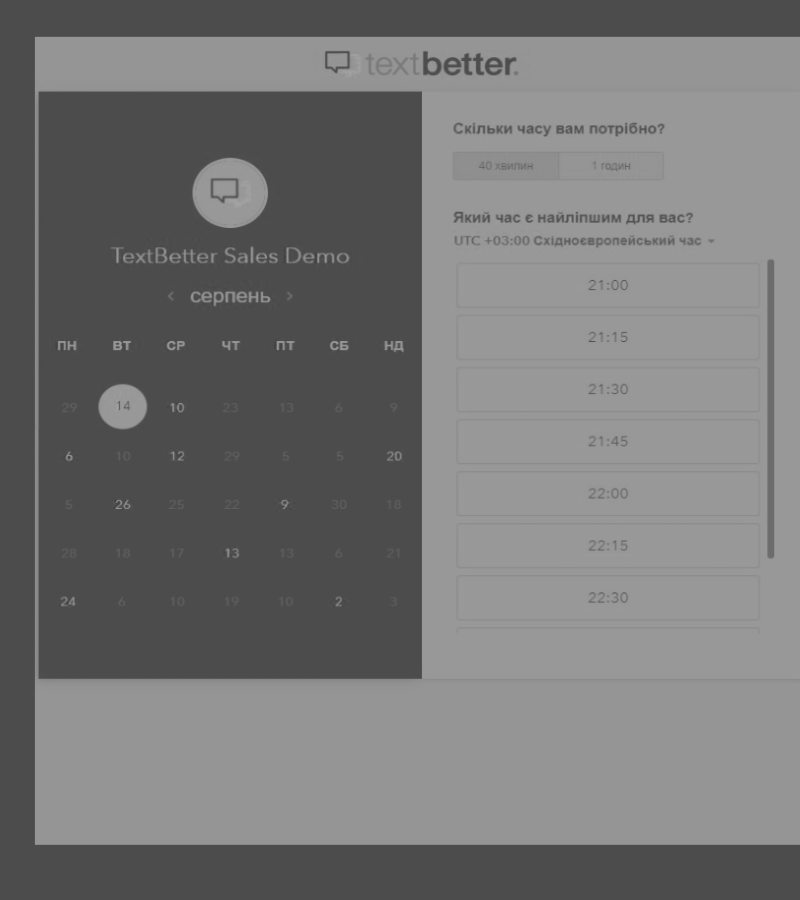 textbetter.
TextBetter Sales Demo
‹ серпень ›
ПН ВТ СР ЧТ ПТ СБ НД
29 14 10 23 13 6 9
6 10 12 29 5 5 20
5 26 25 22 9 30 18
28 18 17 13 13 6 21
24 6 10 19 10 2 3
Скільки часу вам потрібно?
40 хвилин 1 годин
Який час є найліпшим для вас?
UTC +03:00 Східноєвропейський час
21:00
21:15
21:30
21:45
22:00
22:15
22:30